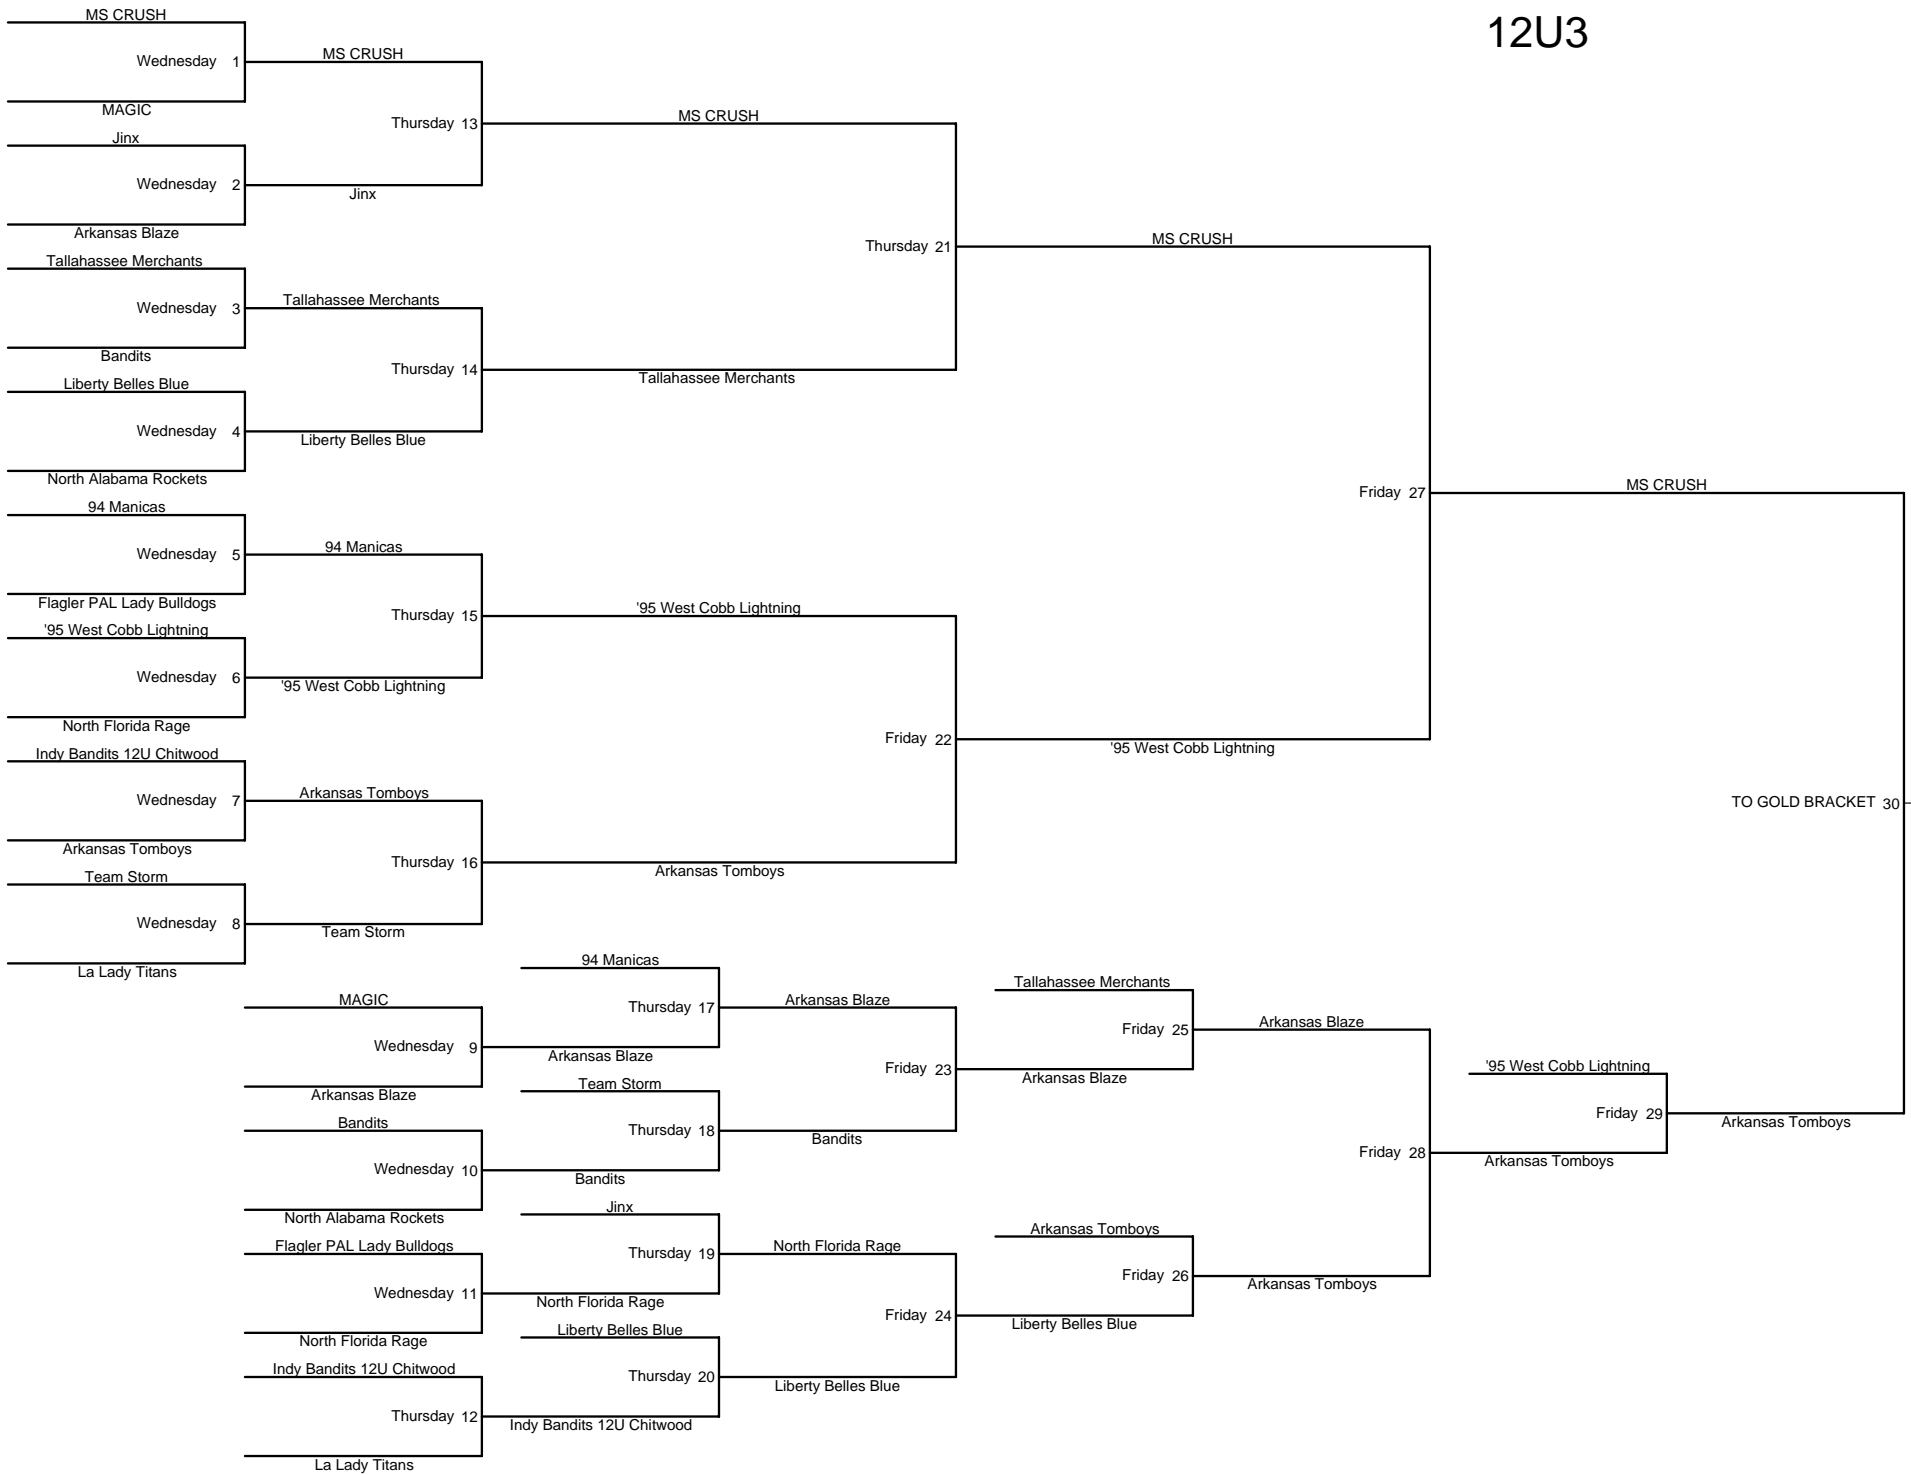 MS CRUSH
12U3
Wednesday 1
MS CRUSH
MAGIC
Jinx
Thursday 13
MS CRUSH
Wednesday 2
Jinx
Arkansas Blaze
Tallahassee Merchants
Thursday 21
MS CRUSH
Wednesday 3
Tallahassee Merchants
Bandits
Liberty Belles Blue
Thursday 14
Tallahassee Merchants
Wednesday 4
Liberty Belles Blue
North Alabama Rockets
94 Manicas
Friday 27
MS CRUSH
Wednesday 5
94 Manicas
Flagler PAL Lady Bulldogs
'95 West Cobb Lightning
Thursday 15
'95 West Cobb Lightning
Wednesday 6
'95 West Cobb Lightning
North Florida Rage
Indy Bandits 12U Chitwood
Friday 22
'95 West Cobb Lightning
Wednesday 7
Arkansas Tomboys
TO GOLD BRACKET 30
Arkansas Tomboys
Team Storm
Thursday 16
Arkansas Tomboys
Wednesday 8
Team Storm
La Lady Titans
94 Manicas
Tallahassee Merchants
MAGIC
Thursday 17
Arkansas Blaze
Friday 25
Arkansas Blaze
Wednesday 9
Arkansas Blaze
Friday 23
Arkansas Blaze
'95 West Cobb Lightning
Arkansas Blaze
Team Storm
Friday 29
Arkansas Tomboys
Bandits
Thursday 18
Bandits
Friday 28
Arkansas Tomboys
Wednesday 10
Bandits
North Alabama Rockets
Jinx
Arkansas Tomboys
Flagler PAL Lady Bulldogs
Thursday 19
North Florida Rage
Friday 26
Arkansas Tomboys
Wednesday 11
North Florida Rage
Friday 24
Liberty Belles Blue
North Florida Rage
Liberty Belles Blue
Indy Bandits 12U Chitwood
Thursday 20
Liberty Belles Blue
Thursday 12
Indy Bandits 12U Chitwood
La Lady Titans